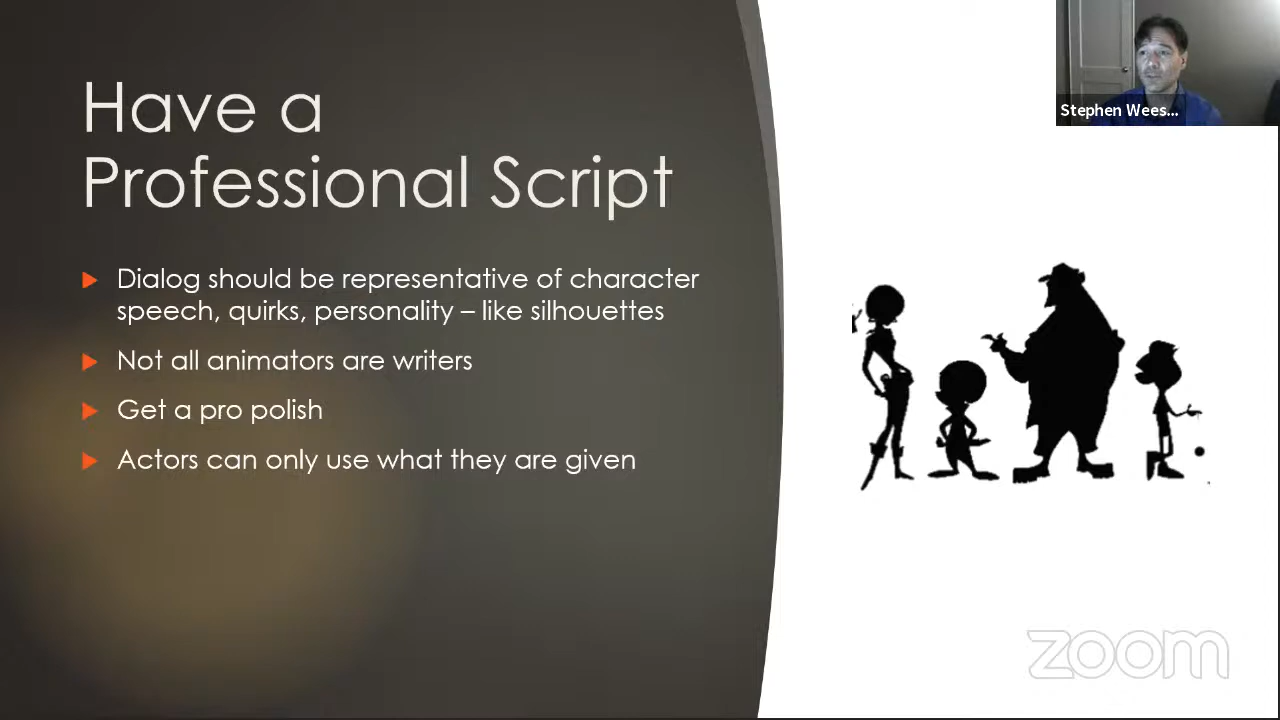 Have a
Professional Script
Dialog should be representative of character
speech, quirks, personality – like silhouettes
Not all animators are writers
Get a pro polish
Actors can only use what they are given
Stephen Wees...
zoom